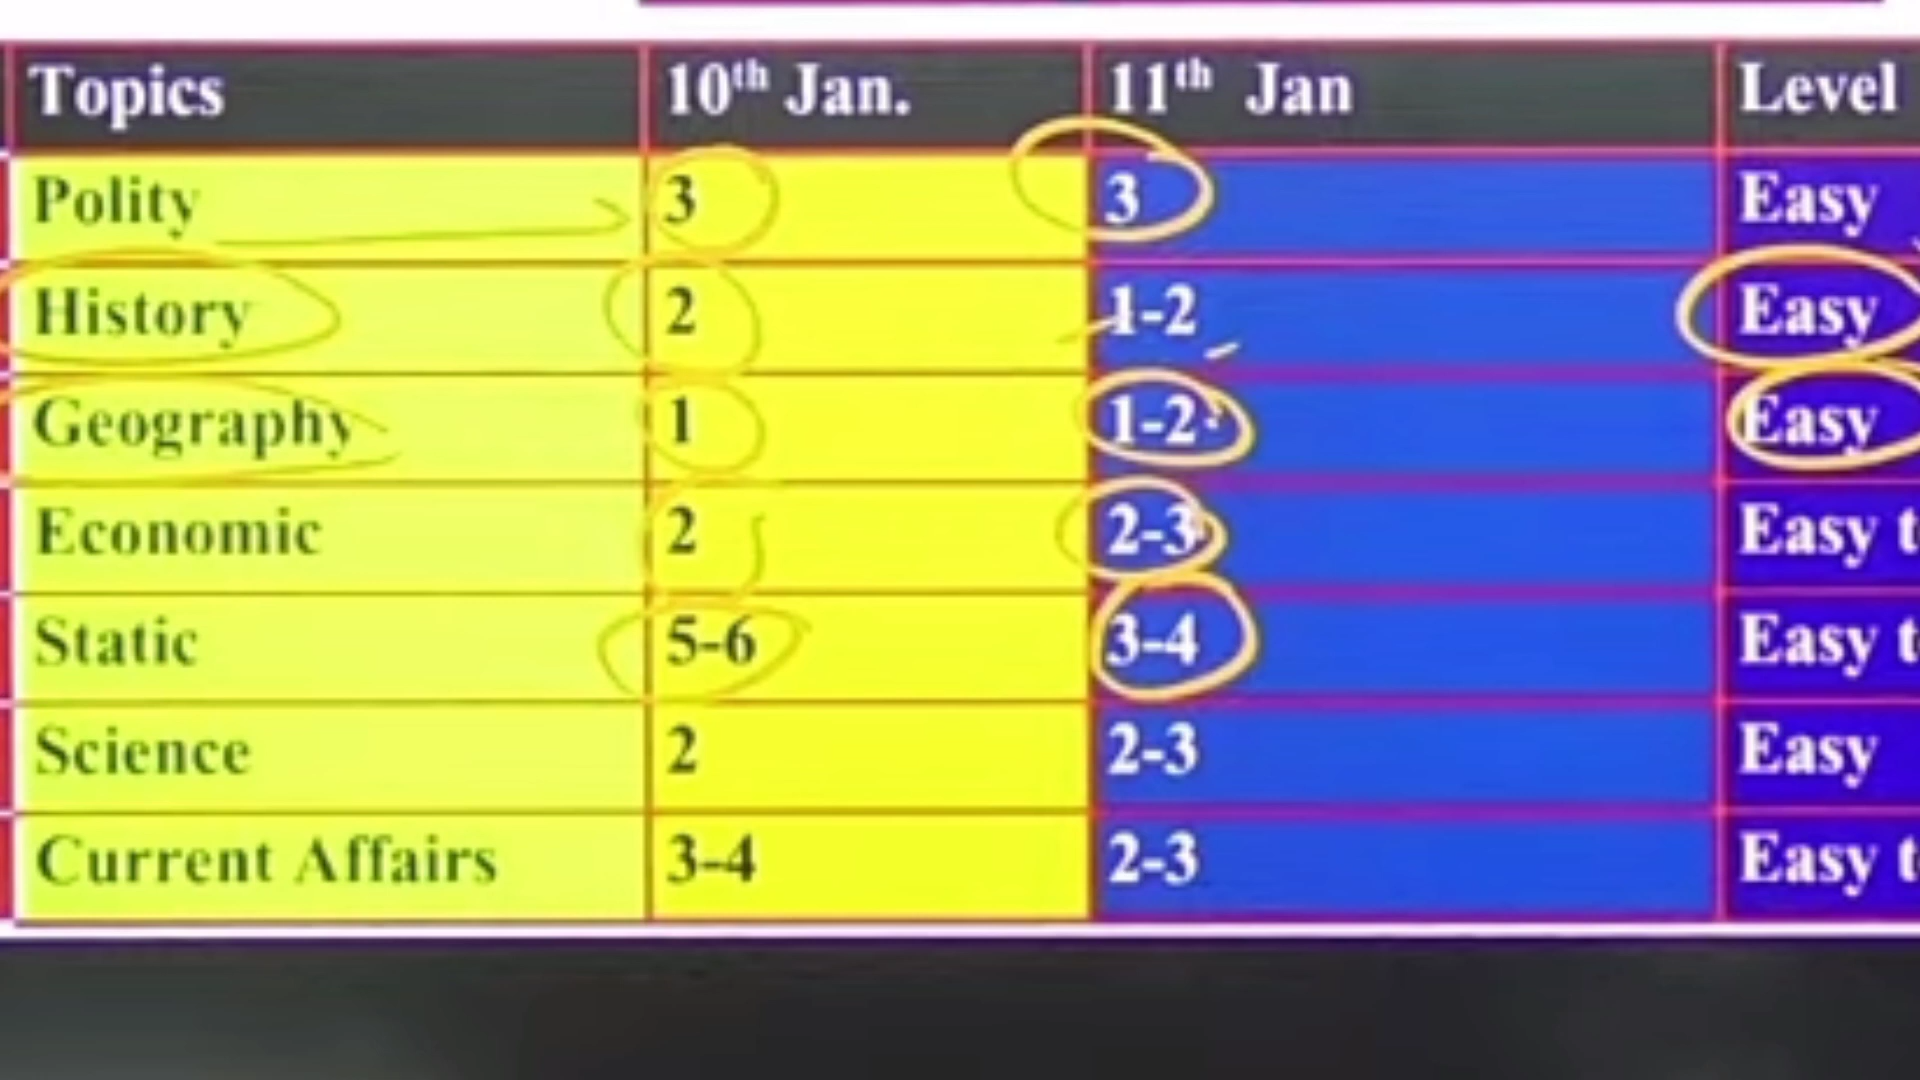 Topics 10th Jan. 11th Jan Level
Polity 3 3 Easy
History 2 1-2 Easy
Geography 1 1-2 Easy
Economic 2 2-3 Easy t
Static 5-6 3-4 Easy t
Science 2 2-3 Easy
Current Affairs 3-4 2-3 Easy t